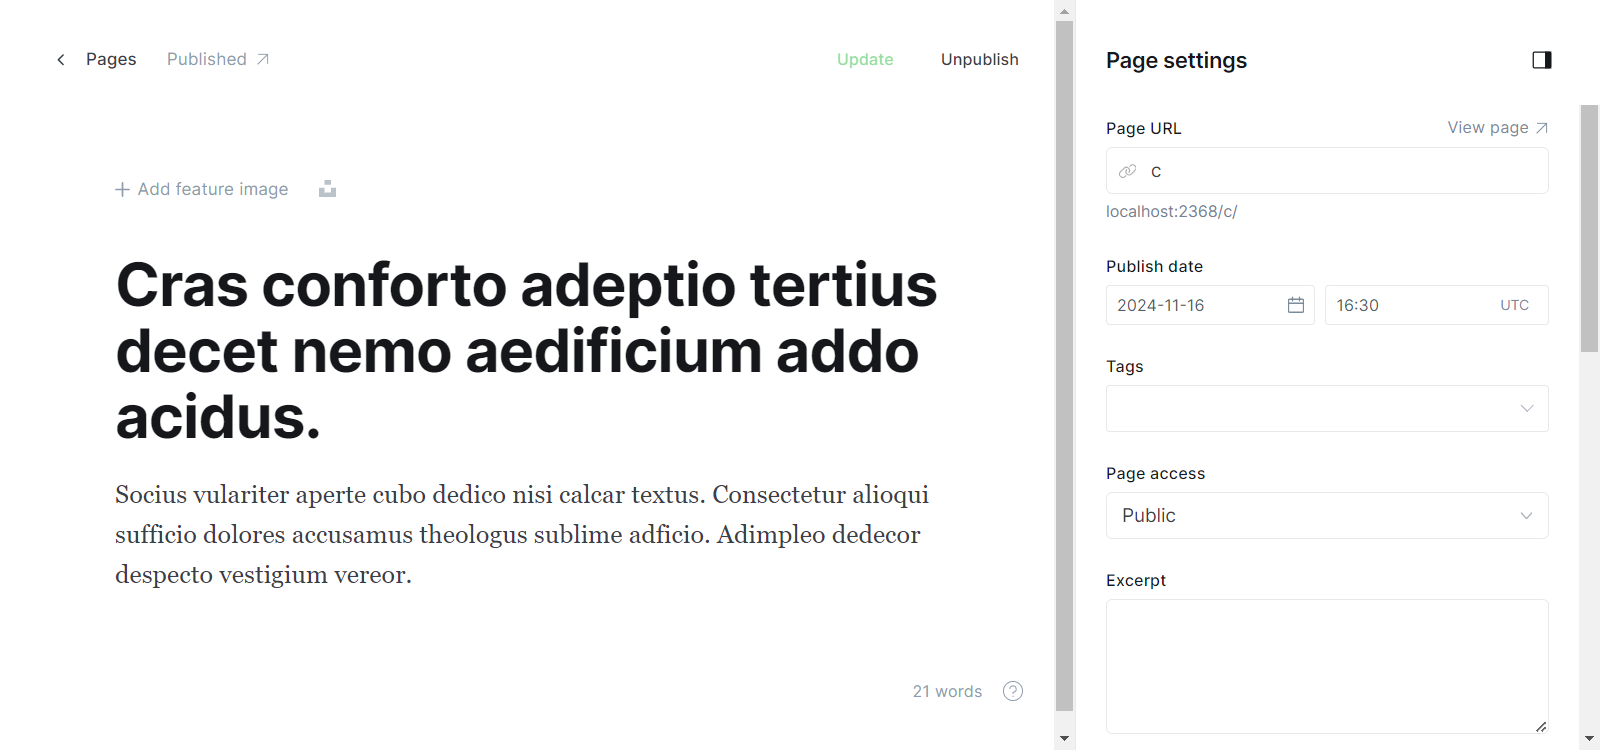 Pages Published Update Unpublish
Add feature image
Cras conforto adeptio tertius
decet nemo aedificium addo
acidus.
Socius vulariter aperte cubo dedico nisi calcar textus. Consectetur alioqui
sufficio dolores accusamus theologus sublime adficio. Adimpleo dedecor
despecto vestigium vereor.
21 words ?
Page settings
Page URL View page
c
localhost:2368/c/
Publish date
2024-11-16 16:30 UTC
Tags
Page access
Public
Excerpt